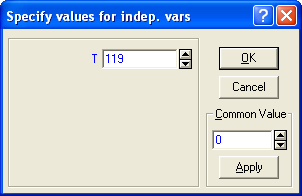 Specify values for indep. vars
T 119
OK
Cancel
Common Value
0
Apply